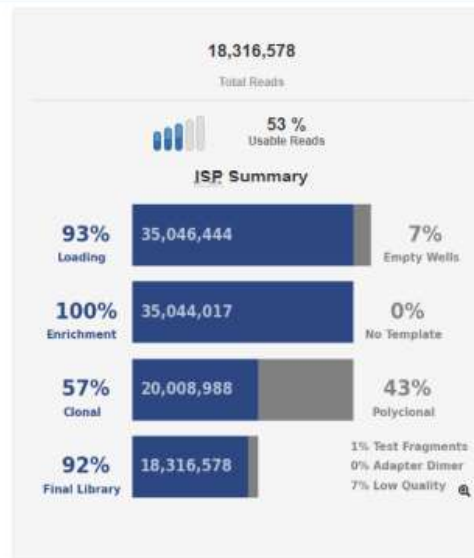 18,316,578
Total Reads
53 %
Usable Reads
ISP Summary
93%
Loading
35,046,444
7%
Empty Wells
100%
Enrichment
35,044,017
0%
No Template
57%
Clonal
20,008,988
43%
Polyclonal
92%
Final Library
18,316,578
1% Test Fragments
0% Adapter Dimer
7% Low Quality